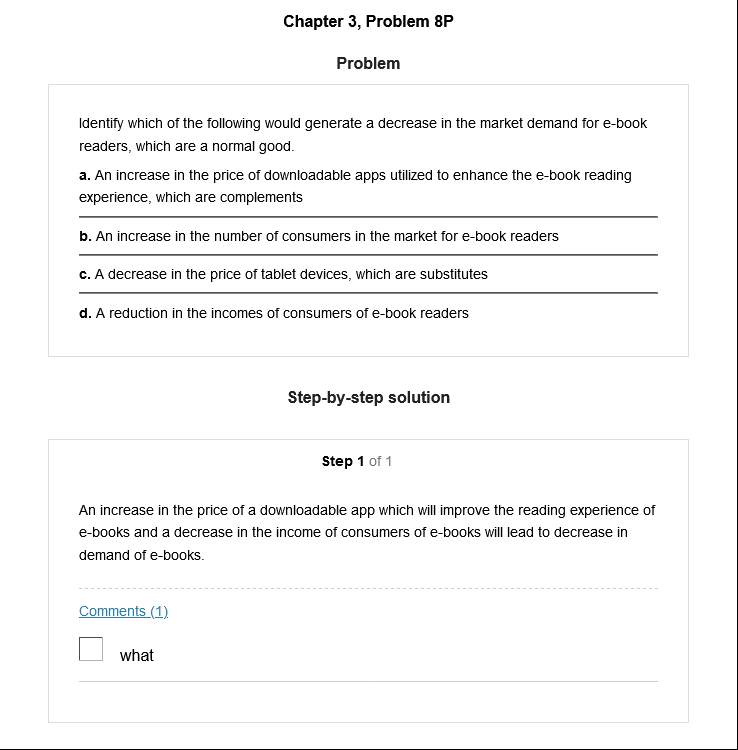 Chapter 3, Problem 8P
Problem
Identify which of the following would generate a decrease in the market demand for e-book
readers, which are a normal good.
a. An increase in the price of downloadable apps utilized to enhance the e-book reading
experience, which are complements
b. An increase in the number of consumers in the market for e-book readers
c. A decrease in the price of tablet devices, which are substitutes
d. A reduction in the incomes of consumers of e-book readers
Step-by-step solution
Step 1 of 1
An increase in the price of a downloadable app which will improve the reading experience of
e-books and a decrease in the income of consumers of e-books will lead to decrease in
demand of e-books.
Comments (1)
what